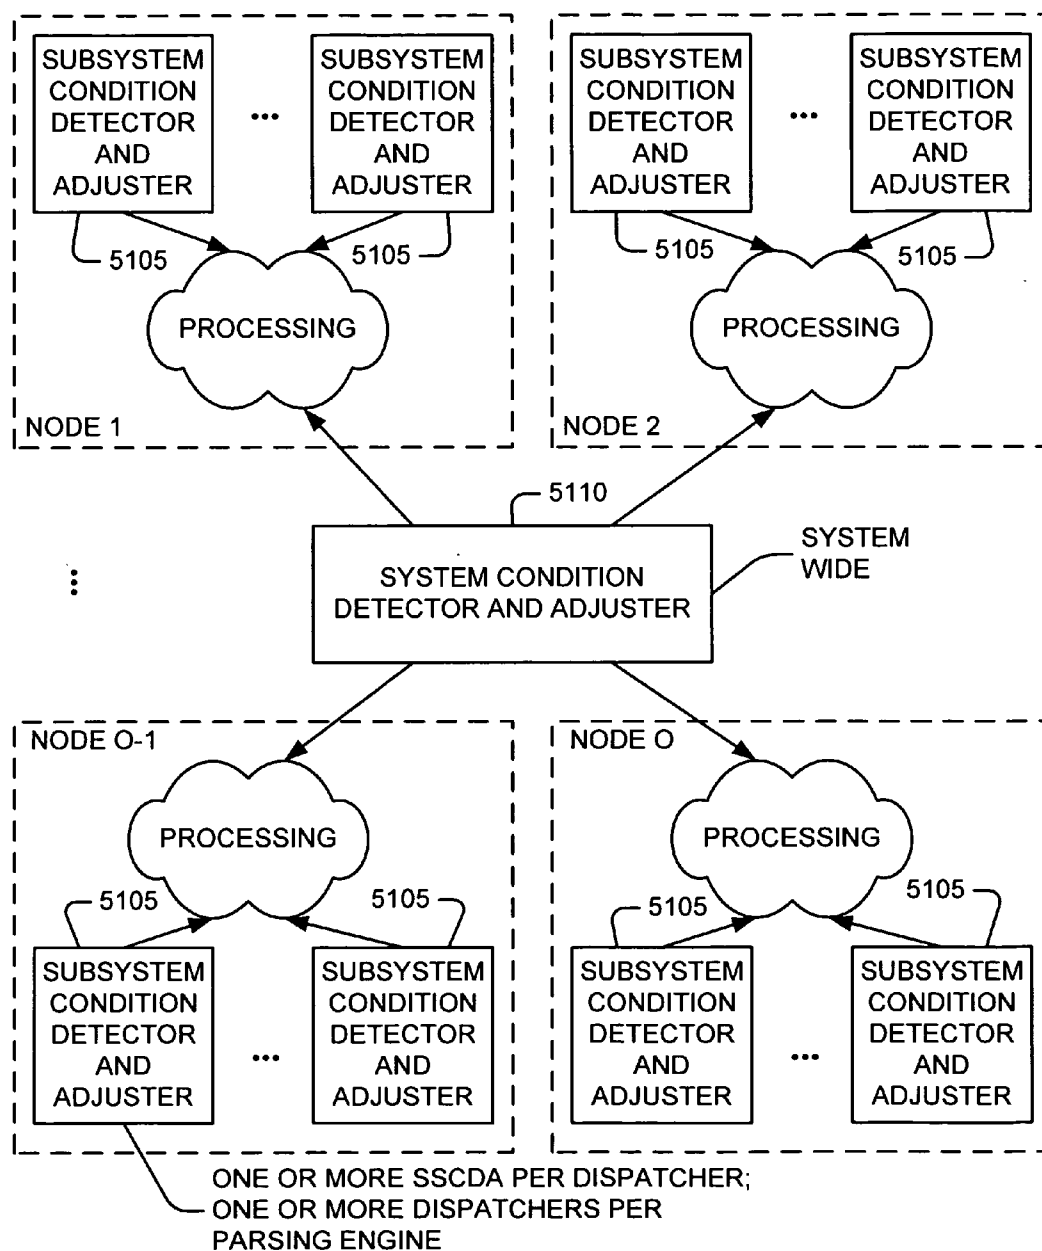 SUBSYSTEM
CONDITION
DETECTOR
AND
ADJUSTER
...
SUBSYSTEM
CONDITION
DETECTOR
AND
ADJUSTER
5105
5105
PROCESSING
NODE 1
SUBSYSTEM
CONDITION
DETECTOR
AND
ADJUSTER
...
SUBSYSTEM
CONDITION
DETECTOR
AND
ADJUSTER
5105
5105
PROCESSING
NODE 2
5110
SYSTEM CONDITION
DETECTOR AND ADJUSTER
SYSTEM
WIDE
...
NODE O-1
PROCESSING
5105
5105
SUBSYSTEM
CONDITION
DETECTOR
AND
ADJUSTER
...
SUBSYSTEM
CONDITION
DETECTOR
AND
ADJUSTER
NODE O
PROCESSING
5105
5105
SUBSYSTEM
CONDITION
DETECTOR
AND
ADJUSTER
...
SUBSYSTEM
CONDITION
DETECTOR
AND
ADJUSTER
ONE OR MORE SSCDA PER DISPATCHER;
ONE OR MORE DISPATCHERS PER
PARSING ENGINE